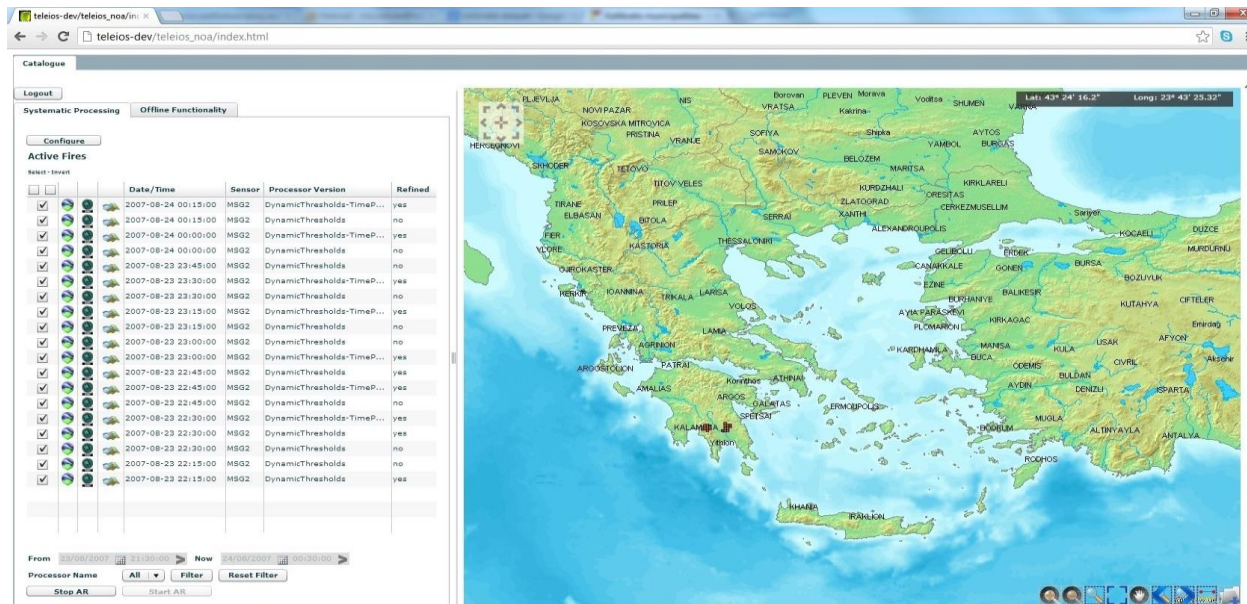 teleios-dev/teleios_noa/in
teleios-dev/teleios_noa/index.html
Catalogue
Logout
Systematic Processing Offline Functionality
Configure
Active Fires
Select - Invert
Date/Time Sensor Processor Version Refined
2007-08-24 00:15:00 MSG2 DynamicThresholds-TimeP... yes
2007-08-24 00:15:00 MSG2 DynamicThresholds no
2007-08-24 00:00:00 MSG2 DynamicThresholds-TimeP... yes
2007-08-24 00:00:00 MSG2 DynamicThresholds no
2007-08-23 23:45:00 MSG2 DynamicThresholds no
2007-08-23 23:30:00 MSG2 DynamicThresholds-TimeP... yes
2007-08-23 23:30:00 MSG2 DynamicThresholds no
2007-08-23 23:15:00 MSG2 DynamicThresholds-TimeP... yes
2007-08-23 23:15:00 MSG2 DynamicThresholds no
2007-08-23 23:00:00 MSG2 DynamicThresholds no
2007-08-23 23:00:00 MSG2 DynamicThresholds-TimeP... yes
2007-08-23 22:45:00 MSG2 DynamicThresholds yes
2007-08-23 22:45:00 MSG2 DynamicThresholds-TimeP... yes
2007-08-23 22:45:00 MSG2 DynamicThresholds no
2007-08-23 22:30:00 MSG2 DynamicThresholds-TimeP... yes
2007-08-23 22:30:00 MSG2 DynamicThresholds yes
2007-08-23 22:30:00 MSG2 DynamicThresholds no
2007-08-23 22:15:00 MSG2 DynamicThresholds no
2007-08-23 22:15:00 MSG2 DynamicThresholds yes
From 23/08/2007 21:30:00 Now 24/08/2007 00:30:00
Processor Name All Filter Reset Filter
Stop AR Start AR
Lat: 43° 24' 16.2" Long: 23° 43' 25.32"
PLJEVLJA NIS Borovan PLEVEN Morava Voditsa SHUMEN VARNA
NOVI PAZAR VRATSA Kakrina
KOSOVSKA MITROVICA
PRISTINA SOFIYA Shipka AYTOS
HERCEGNOVI VRANJE YAMBOL BURGAS
SAMOKOV BELOZEM
SHKODER TETOVO MARITSA
TITOV VELES KURDZHALI KIRKLARELI
ORESITAS
TIRANE PRILEP ZLATOGRAD CERKEZMUSELLIM
ELBASAN BITOLA SERRAI XANTHI Sariyer
FIER ALEXANDROUPOLIS KOCAELI DUZCE
VLORE KASTORIA THESSALONIKI GELIBOLU ERDEK MURDURNU
GJIROKASTER CANAKKALE GONEN BURSA
EZINE BOZUYUK
KERKIR IOANNINA TRIKALA LARISA BURHANIYE BALIKESIR KUTAHYA CIFTELER
VOLOS AYIA PARASKEVI KIRKAGAC Emirdag
PREVEZA LAMIA PLOMARION USAK AFYON
AGRINION KARDHAMILA MANISA KULA Aksehir
ARGOSTOLION PATRAI BUCA ODEMIS CIVRIL
Korinthos ATHINAI BULDAN
AMALIAS AYDIN DENIZLI ISPARTA
ARGOS GALATAS ERMOUPOLIS
SPETSAI MUGLA
KALAMATA BODRUM ALTINYAYLA ANTALYA
Yithion
RODHOS
KHANIA IRAKLION